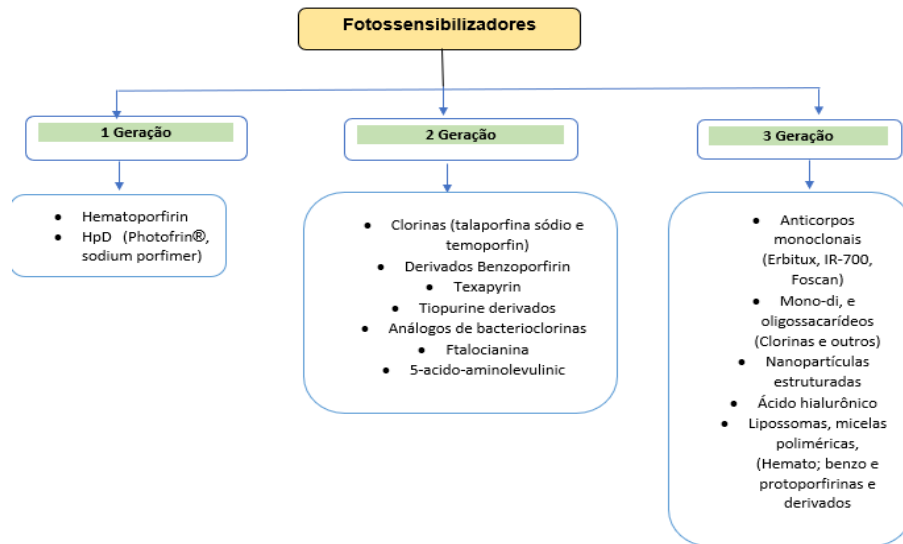 Fotossensibilizadores
1 Geração
● Hematoporfirin
● HpD (Photofrin®,
sodium porfimer)
2 Geração
● Clorinas (talaporfina sódio e
temoporfin)
● Derivados Benzoporfirin
● Texapyrin
● Tiopurine derivados
● Análogos de bacterioclorinas
● Ftalocianina
● 5-acido-aminolevulinic
3 Geração
● Anticorpos
monoclonais
(Erbitux, IR-700,
Foscan)
● Mono-di, e
oligossacarídeos
(Clorinas e outros)
● Nanopartículas
estruturadas
● Ácido hialurônico
● Lipossomas, micelas
poliméricas,
(Hemato; benzo e
protoporfirinas e
derivados